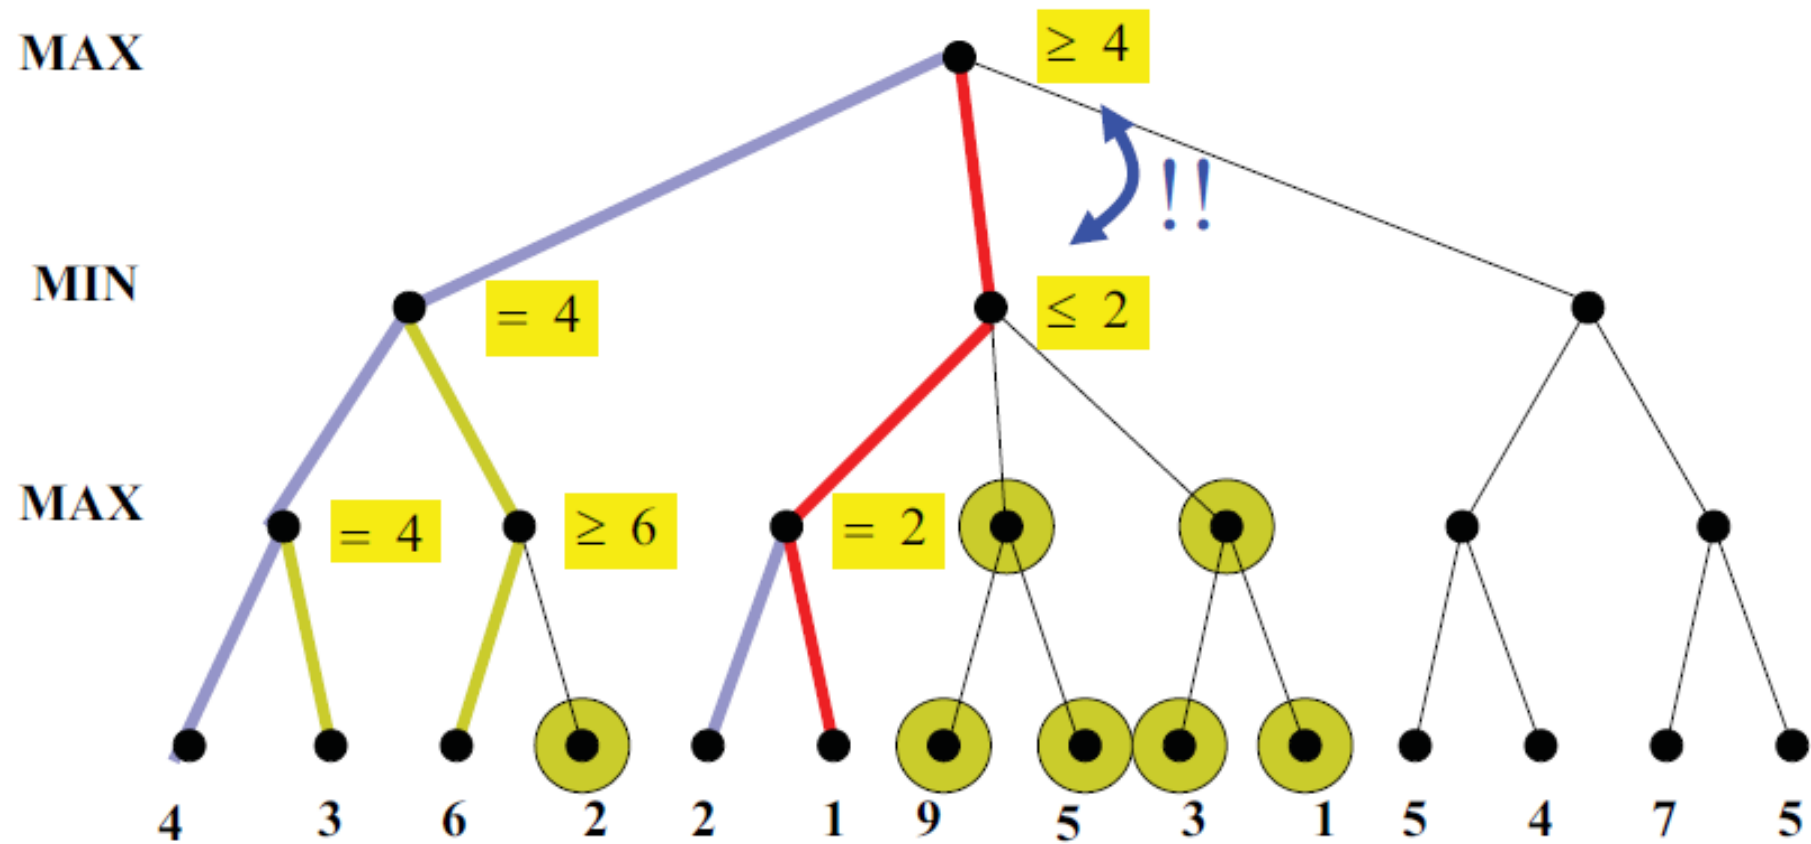 MAX ≥ 4
!!
MIN = 4 ≤ 2
MAX = 4 ≥ 6 = 2
4 3 6 2 2 1 9 5 3 1 5 4 7 5